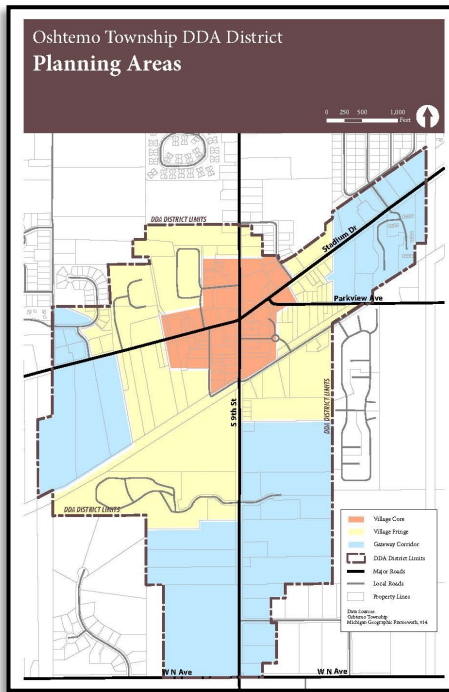 Oshtemo Township DDA District
Planning Areas
0 250 500 1,000
Feet
DDA DISTRICT LIMITS
Stadium Dr
Parkview Ave
S 9th St
DDA DISTRICT LIMITS
DDA DISTRICT LIMITS
Village Core
Village Fringe
Gateway Corridor
DDA District Limits
Major Roads
Local Roads
Property Lines
Data Sources:
Oshtemo Township
Michigan Geographic Framework, v14
W N Ave
W N Ave